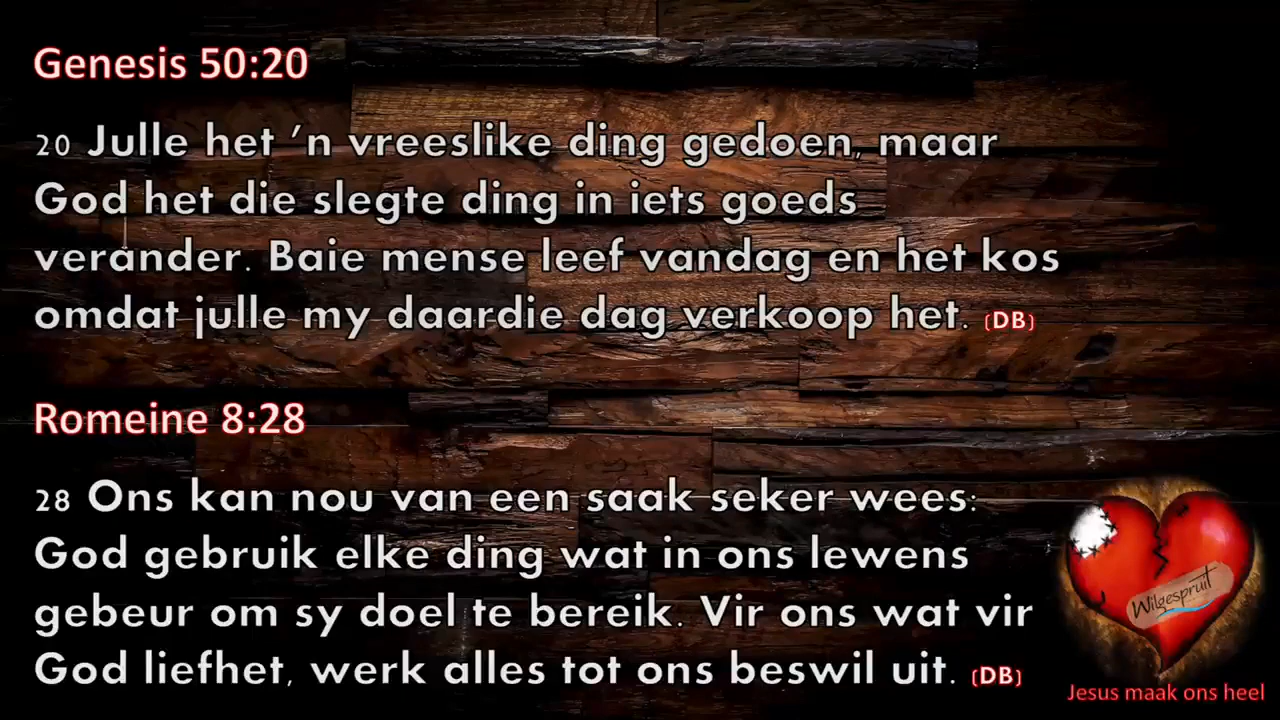 Genesis 50:20
20 Julle het ’n vreeslike ding gedoen, maar
God het die slegte ding in iets goeds
verander. Baie mense leef vandag en het kos
omdat julle my daardie dag verkoop het. (DB)
Romeine 8:28
28 Ons kan nou van een saak seker wees:
God gebruik elke ding wat in ons lewens
gebeur om sy doel te bereik. Vir ons wat vir
God liefhet, werk alles tot ons beswil uit. (DB)
Wilgespruit
Jesus maak ons heel